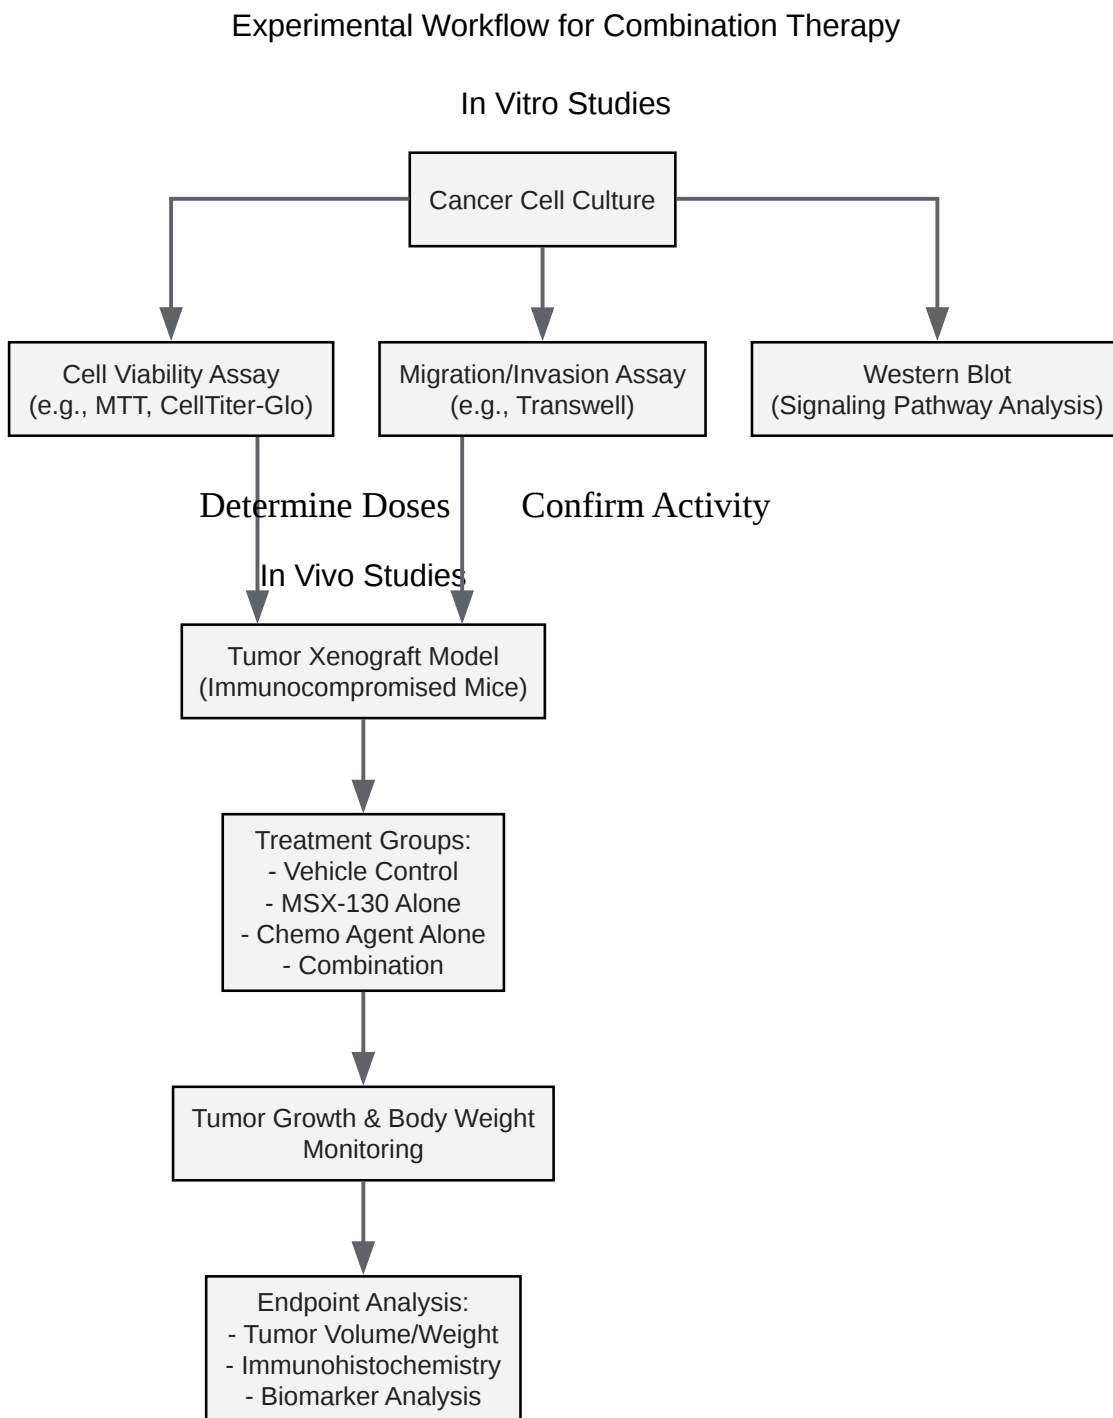 Experimental Workflow for Combination Therapy
In Vitro Studies
Cancer Cell Culture
Cell Viability Assay
(e.g., MTT, CellTiter-Glo)
Migration/Invasion Assay
(e.g., Transwell)
Western Blot
(Signaling Pathway Analysis)
Determine Doses
Confirm Activity
In Vivo Studies
Tumor Xenograft Model
(Immunocompromised Mice)
Treatment Groups:
- Vehicle Control
- MSX-130 Alone
- Chemo Agent Alone
- Combination
Tumor Growth & Body Weight
Monitoring
Endpoint Analysis:
- Tumor Volume/Weight
- Immunohistochemistry
- Biomarker Analysis